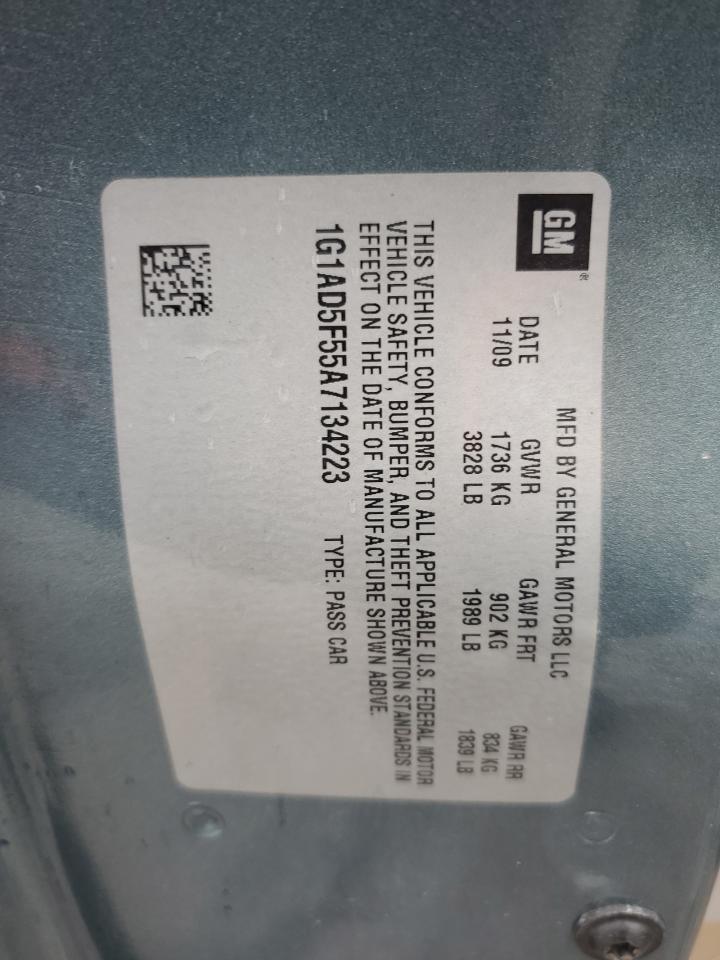 GM
MFD BY GENERAL MOTORS LLC
DATE GVWR GAWR FRT GAWR RR
11/09 1736 KG 902 KG 834 KG
3828 LB 1989 LB 1839 LB
THIS VEHICLE CONFORMS TO ALL APPLICABLE U.S. FEDERAL MOTOR
VEHICLE SAFETY, BUMPER, AND THEFT PREVENTION STANDARDS IN
EFFECT ON THE DATE OF MANUFACTURE SHOWN ABOVE.
1G1AD5F55A7134223 TYPE: PASS CAR